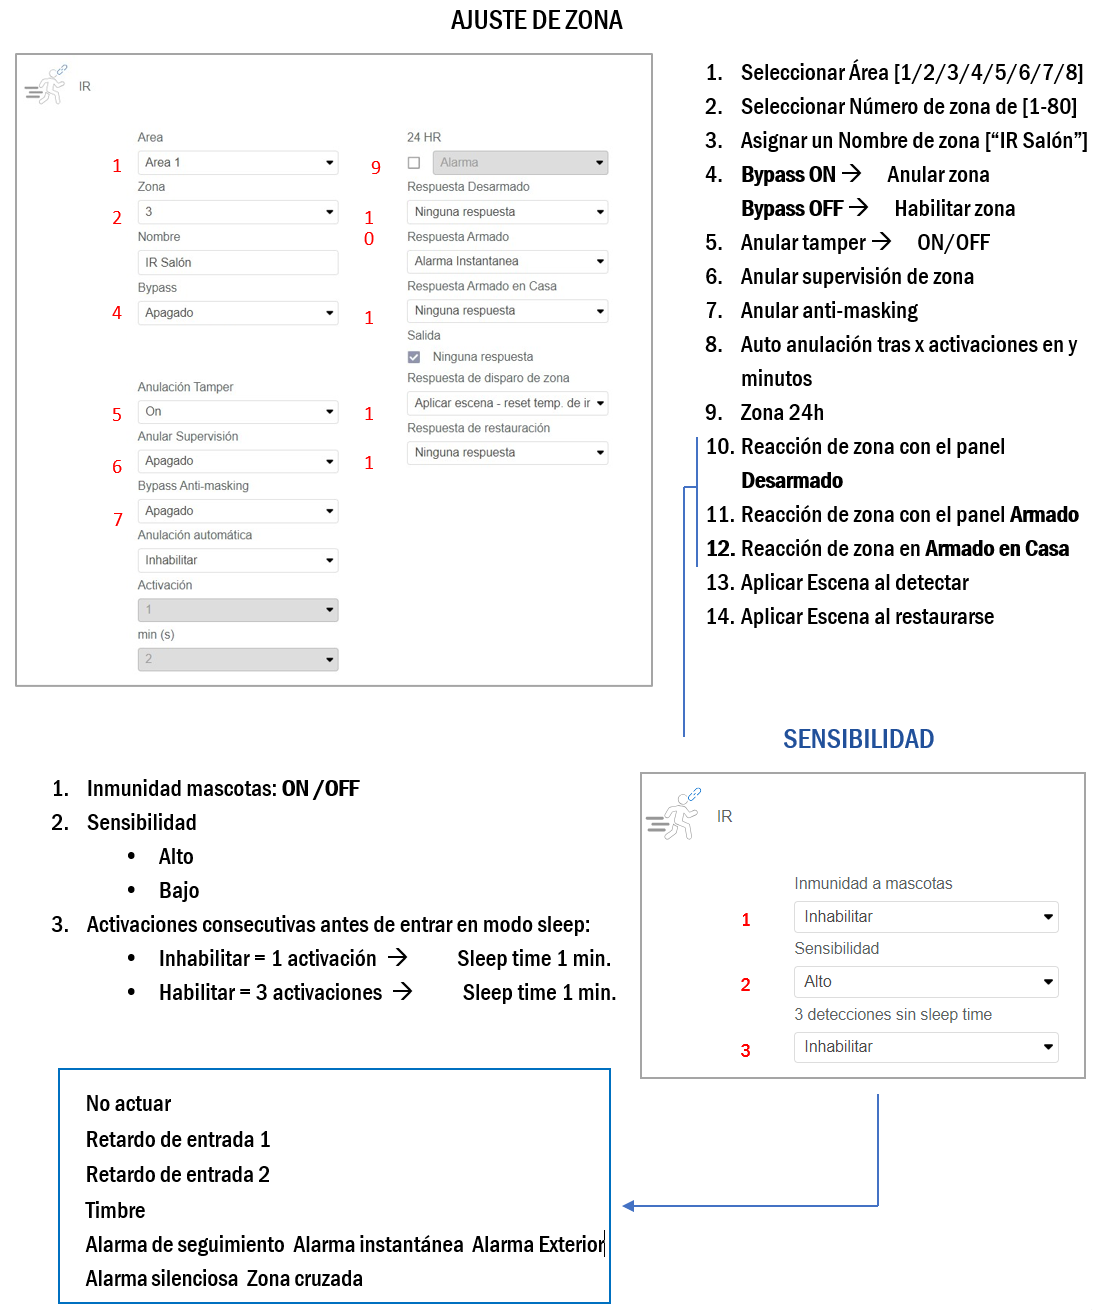 AJUSTE DE ZONA
IR
Area
1 Area 1
Zona
2 3
Nombre
IR Salón
Bypass
4 Apagado
Anulación Tamper
5 On
Anular Supervisión
6 Apagado
Bypass Anti-masking
7 Apagado
Anulación automática
Inhabilitar
Activación
1
min (s)
2
24 HR
9 Alarma
Respuesta Desarmado
1 Ninguna respuesta
0 Respuesta Armado
Alarma Instantanea
Respuesta Armado en Casa
1 Ninguna respuesta
Salida
Ninguna respuesta
Respuesta de disparo de zona
1 Aplicar escena - reset temp. de ir
Respuesta de restauración
1 Ninguna respuesta
1. Seleccionar Área [1/2/3/4/5/6/7/8]
2. Seleccionar Número de zona de [1-80]
3. Asignar un Nombre de zona [“IR Salón”]
4. Bypass ON → Anular zona
Bypass OFF → Habilitar zona
5. Anular tamper → ON/OFF
6. Anular supervisión de zona
7. Anular anti-masking
8. Auto anulación tras x activaciones en y
minutos
9. Zona 24h
10. Reacción de zona con el panel
Desarmado
11. Reacción de zona con el panel Armado
12. Reacción de zona en Armado en Casa
13. Aplicar Escena al detectar
14. Aplicar Escena al restaurarse
SENSIBILIDAD
1. Inmunidad mascotas: ON /OFF
2. Sensibilidad
• Alto
• Bajo
3. Activaciones consecutivas antes de entrar en modo sleep:
• Inhabilitar = 1 activación → Sleep time 1 min.
• Habilitar = 3 activaciones → Sleep time 1 min.
IR
Inmunidad a mascotas
1 Inhabilitar
Sensibilidad
2 Alto
3 detecciones sin sleep time
3 Inhabilitar
No actuar
Retardo de entrada 1
Retardo de entrada 2
Timbre
Alarma de seguimiento Alarma instantánea Alarma Exterior
Alarma silenciosa Zona cruzada